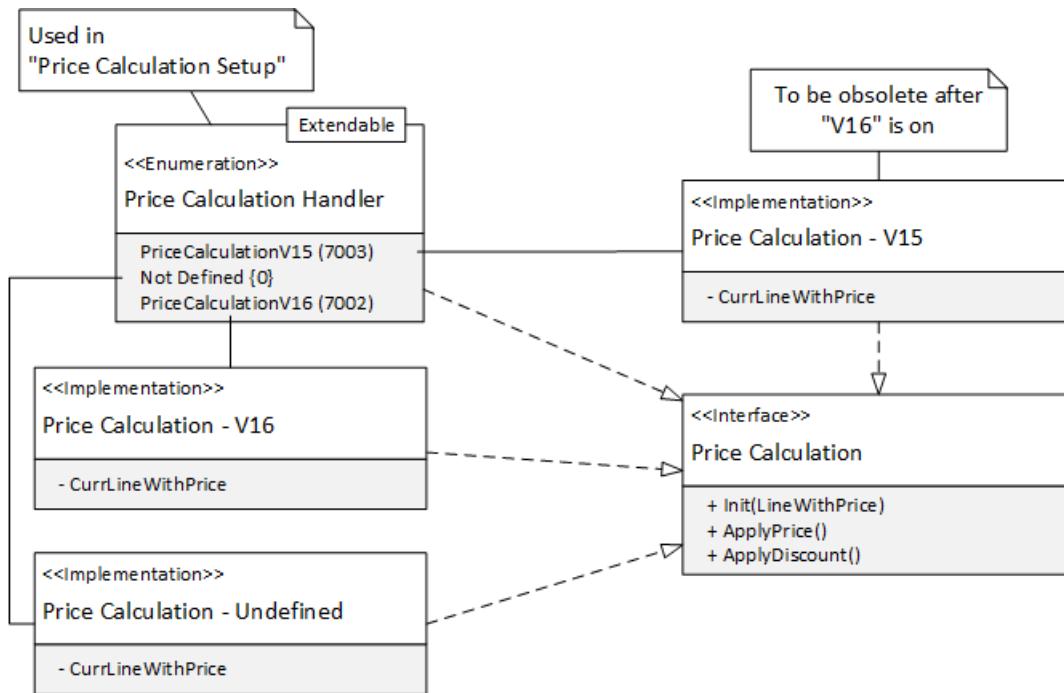 Used in
"Price Calculation Setup"
Extendable
<<Enumeration>>
Price Calculation Handler
PriceCalculationV15 (7003)
Not Defined {0}
PriceCalculationV16 (7002)
To be obsolete after
"V16" is on
<<Implementation>>
Price Calculation - V15
- CurrLineWithPrice
<<Implementation>>
Price Calculation - V16
- CurrLineWithPrice
<<Interface>>
Price Calculation
+ Init(LineWithPrice)
+ ApplyPrice()
+ ApplyDiscount()
<<Implementation>>
Price Calculation - Undefined
- CurrLineWithPrice